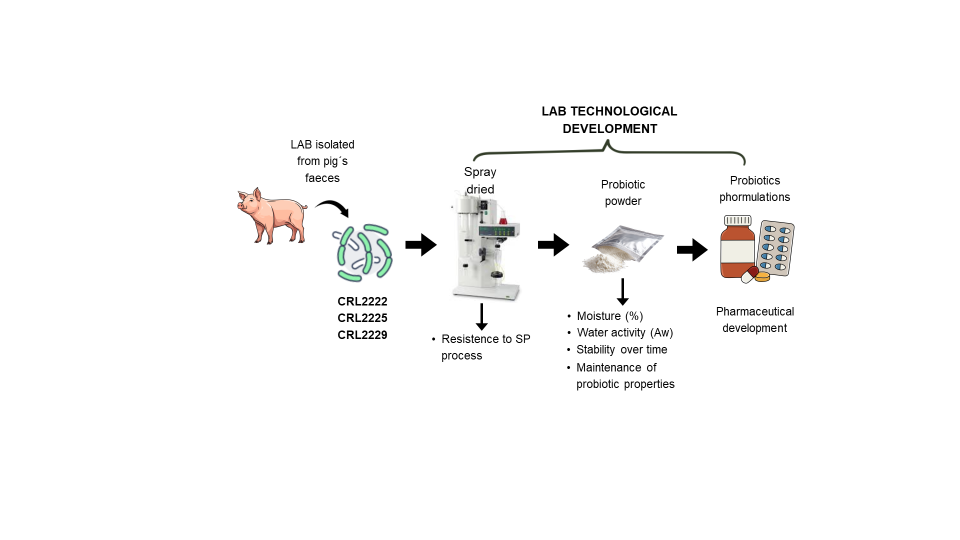 LAB TECHNOLOGICAL
DEVELOPMENT
LAB isolated
from pig´s
faeces
CRL2222
CRL2225
CRL2229
Spray
dried
• Resistence to SP
process
Probiotic
powder
• Moisture (%)
• Water activity (Aw)
• Stability over time
• Maintenance of
probiotic properties
Probiotics
phormulations
Pharmaceutical
development